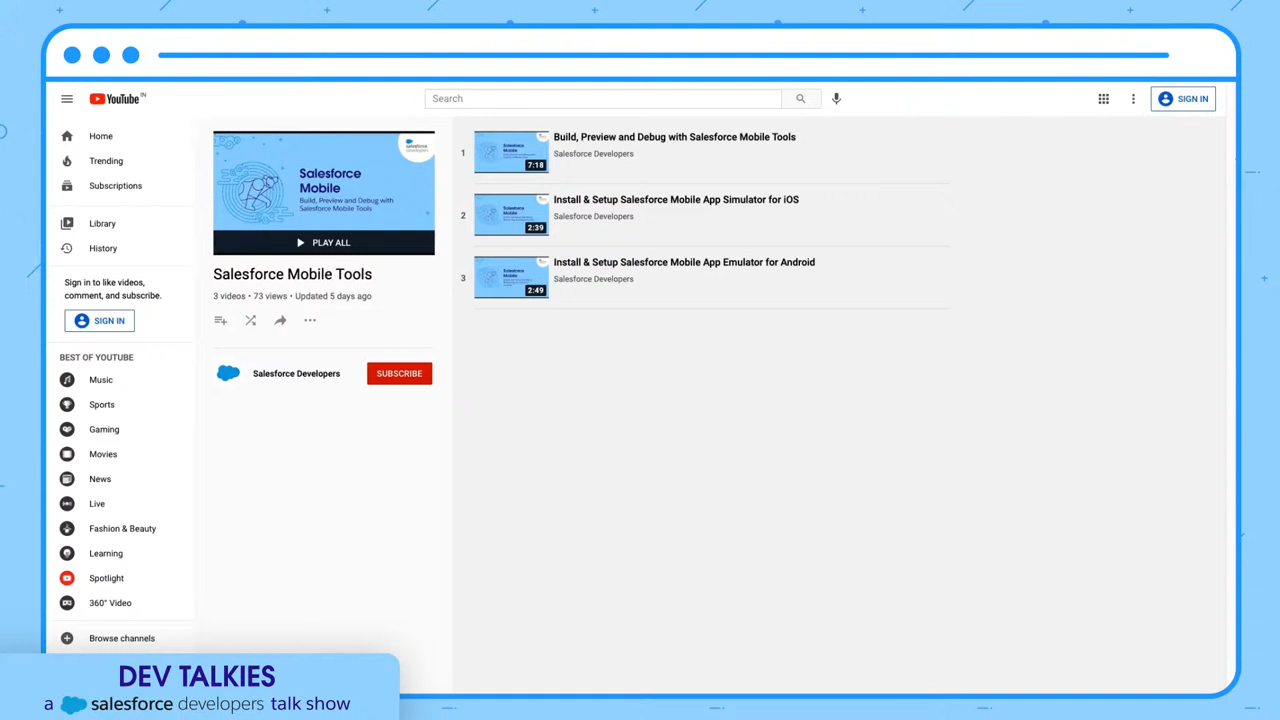 YouTube IN
Search
SIGN IN
Home
Trending
Subscriptions
Library
History
Sign in to like videos,
comment, and subscribe.
SIGN IN
BEST OF YOUTUBE
Music
Sports
Gaming
Movies
News
Live
Fashion & Beauty
Learning
Spotlight
360° Video
Browse channels
salesforce
developers
Salesforce
Mobile
Build, Preview and Debug with
Salesforce Mobile Tools
PLAY ALL
Salesforce Mobile Tools
3 videos • 73 views • Updated 5 days ago
Salesforce Developers
SUBSCRIBE
1
7:18
Build, Preview and Debug with Salesforce Mobile Tools
Salesforce Developers
2
2:39
Install & Setup Salesforce Mobile App Simulator for iOS
Salesforce Developers
3
2:49
Install & Setup Salesforce Mobile App Emulator for Android
Salesforce Developers
DEV TALKIES
a salesforce developers talk show